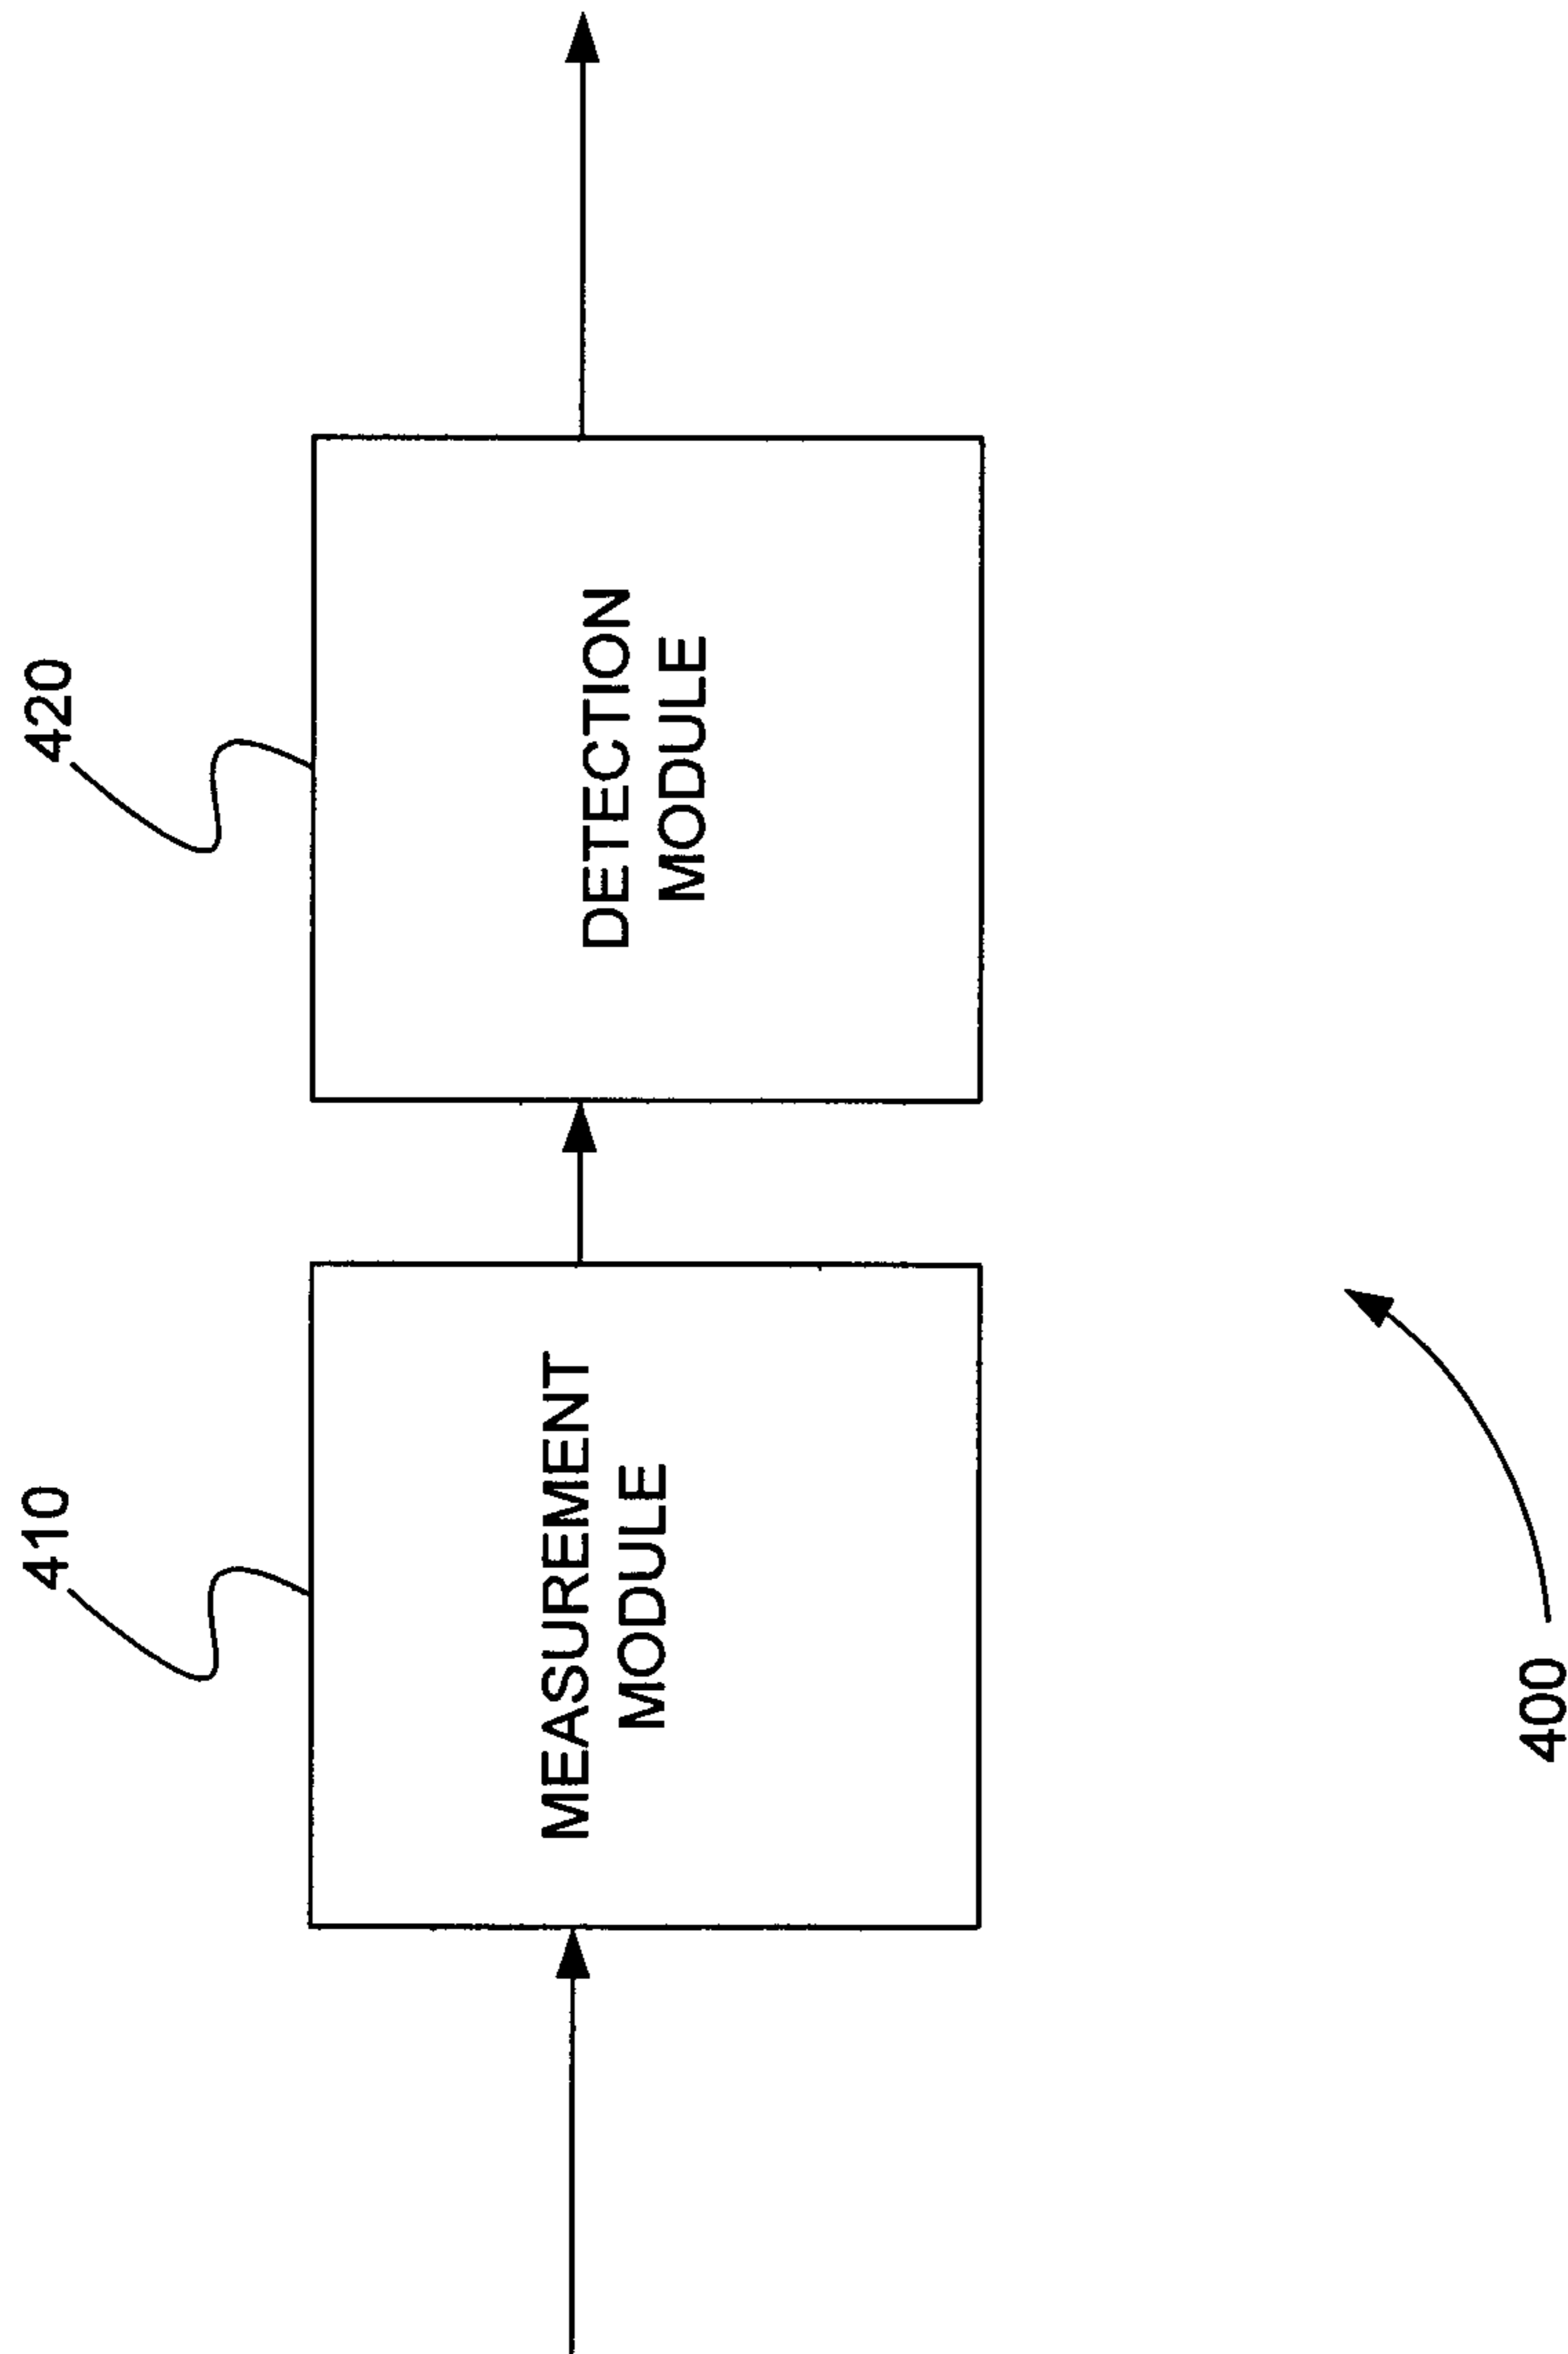 410
420
MEASUREMENT
MODULE
DETECTION
MODULE
400